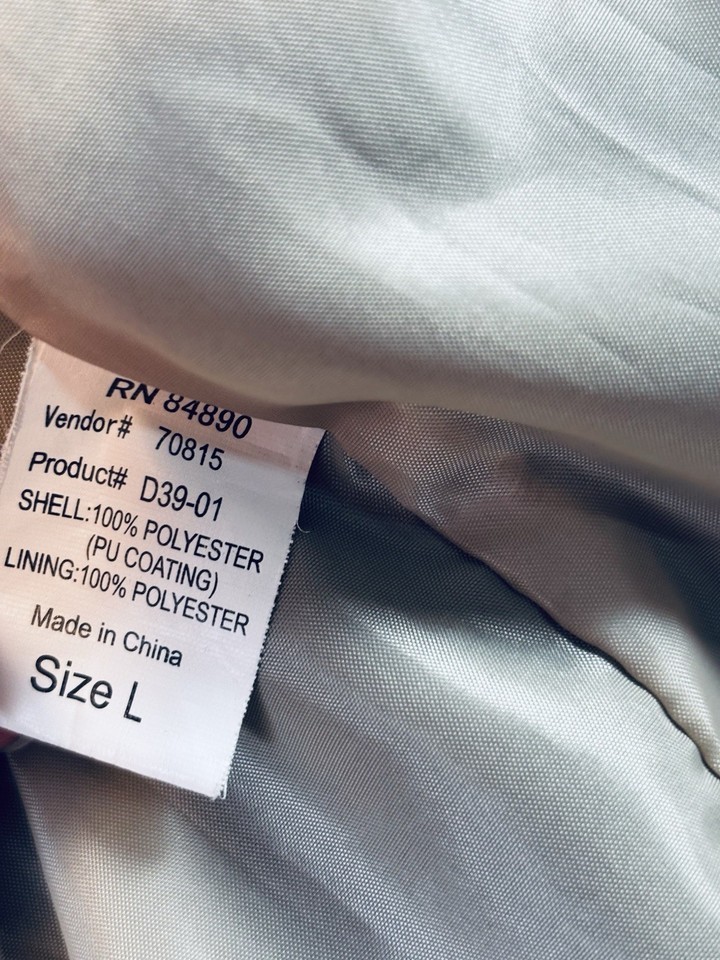 RN 84890
Vendor# 70815
Product# D39-01
SHELL:100% POLYESTER
(PU COATING)
LINING:100% POLYESTER
Made in China
Size L